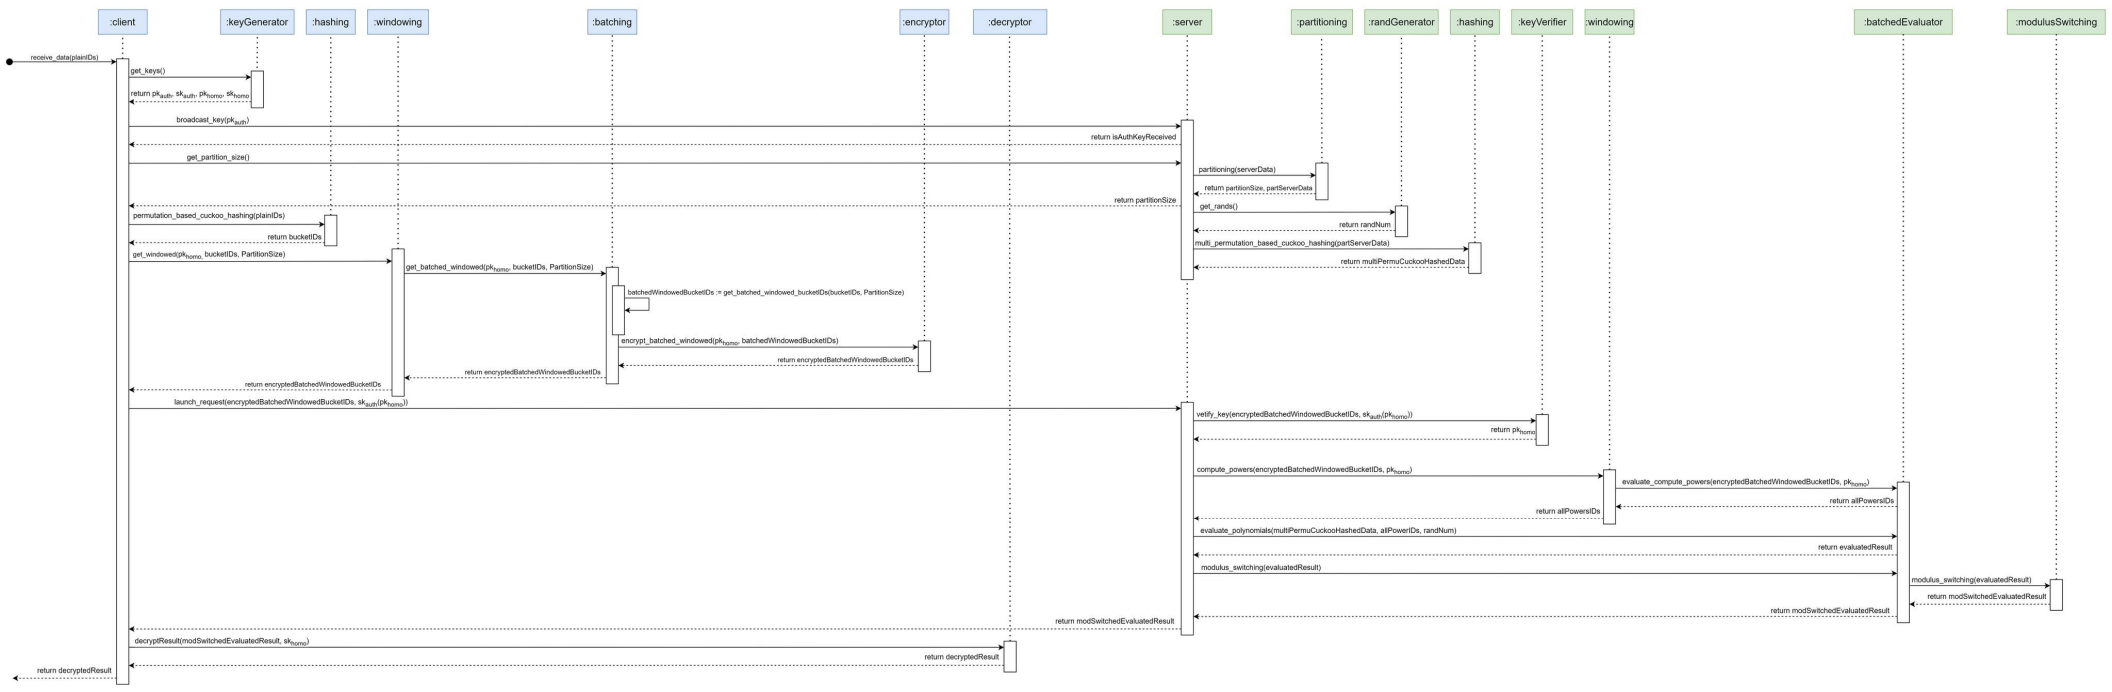 :client
:keyGenerator
:hashing
:windowing
:batching
:encryptor
:decryptor
:server
:partitioning
:randGenerator
:hashing
:keyVerifier
:windowing
:batchedEvaluator
:modulusSwitching
receive_data(plainIDs)
get_keys()
return pkauth, skauth, pkhomo, skhomo
broadcast_key(pkauth)
return isAuthKeyReceived
get_partition_size()
partitioning(serverData)
return partitionSize, partServerData
return partitionSize
get_rands()
permutation_based_cuckoo_hashing(plainIDs)
return randNum
return bucketIDs
multi_permutation_based_cuckoo_hashing(partServerData)
get_windowed(pkhomo, bucketIDs, PartitionSize)
return multiPermuCuckooHashedData
get_batched_windowed(pkhomo, bucketIDs, PartitionSize)
batchedWindowedBucketIDs := get_batched_windowed_bucketIDs(bucketIDs, PartitionSize)
encrypt_batched_windowed(pkhomo, batchedWindowedBucketIDs)
return encryptedBatchedWindowedBucketIDs
return encryptedBatchedWindowedBucketIDs
return encryptedBatchedWindowedBucketIDs
launch_request(encryptedBatchedWindowedBucketIDs, skauth(pkhomo))
vetify_key(encryptedBatchedWindowedBucketIDs, skauth(pkhomo))
return pkhomo
compute_powers(encryptedBatchedWindowedBucketIDs, pkhomo)
evaluate_compute_powers(encryptedBatchedWindowedBucketIDs, pkhomo)
return allPowersIDs
return allPowersIDs
evaluate_polynomials(multiPermuCuckooHashedData, allPowerIDs, randNum)
return evaluatedResult
modulus_switching(evaluatedResult)
modulus_switching(evaluatedResult)
return modSwitchedEvaluatedResult
return modSwitchedEvaluatedResult
return modSwitchedEvaluatedResult
decryptResult(modSwitchedEvaluatedResult, skhomo)
return decryptedResult
return decryptedResult